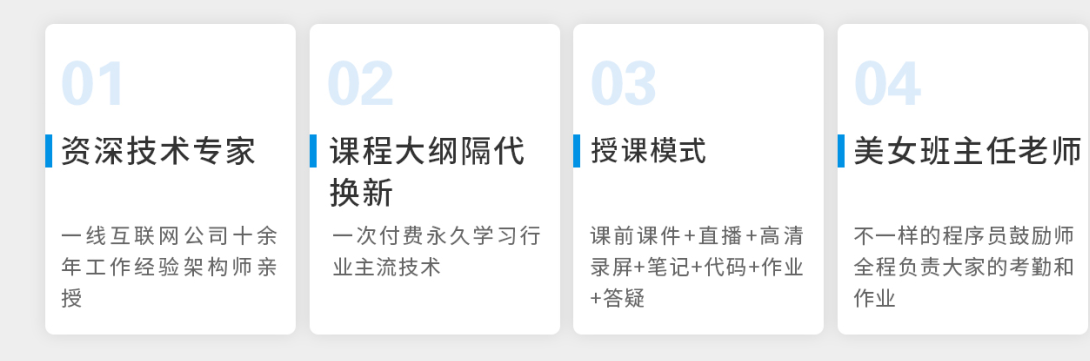 01
资深技术专家
一线互联网公司十余
年工作经验架构师亲
授
02
课程大纲隔代
换新
一次付费永久学习行
业主流技术
03
授课模式
课前课件+直播+高清
录屏+笔记+代码+作业
+答疑
04
美女班主任老师
不一样的程序员鼓励师
全程负责大家的考勤和
作业